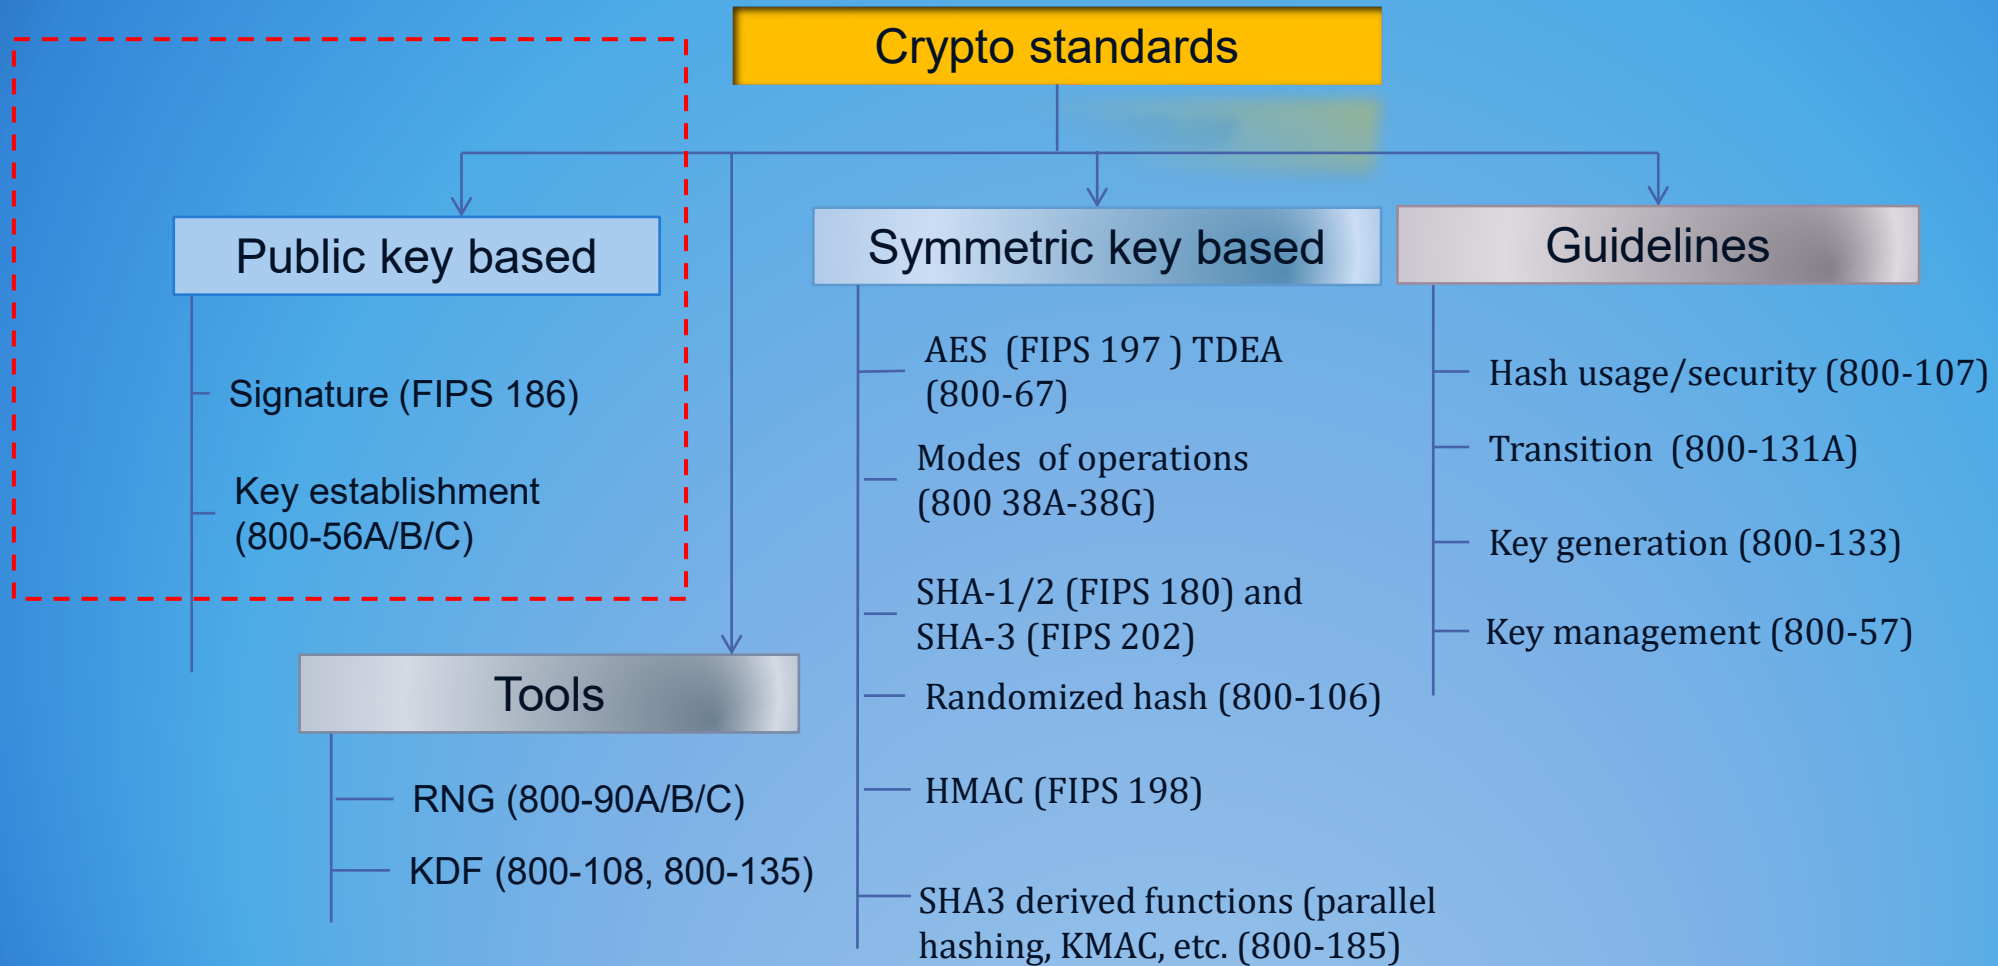 Crypto standards
Public key based
Signature (FIPS 186)
Key establishment
(800-56A/B/C)
Tools
RNG (800-90A/B/C)
KDF (800-108, 800-135)
Symmetric key based
AES  (FIPS 197 ) TDEA
(800-67)
Modes  of operations
(800 38A-38G)
SHA-1/2 (FIPS 180) and
SHA-3 (FIPS 202)
Randomized hash (800-106)
HMAC (FIPS 198)
SHA3 derived functions (parallel
hashing, KMAC, etc. (800-185)
Guidelines
Hash usage/security (800-107)
Transition  (800-131A)
Key generation (800-133)
Key management (800-57)